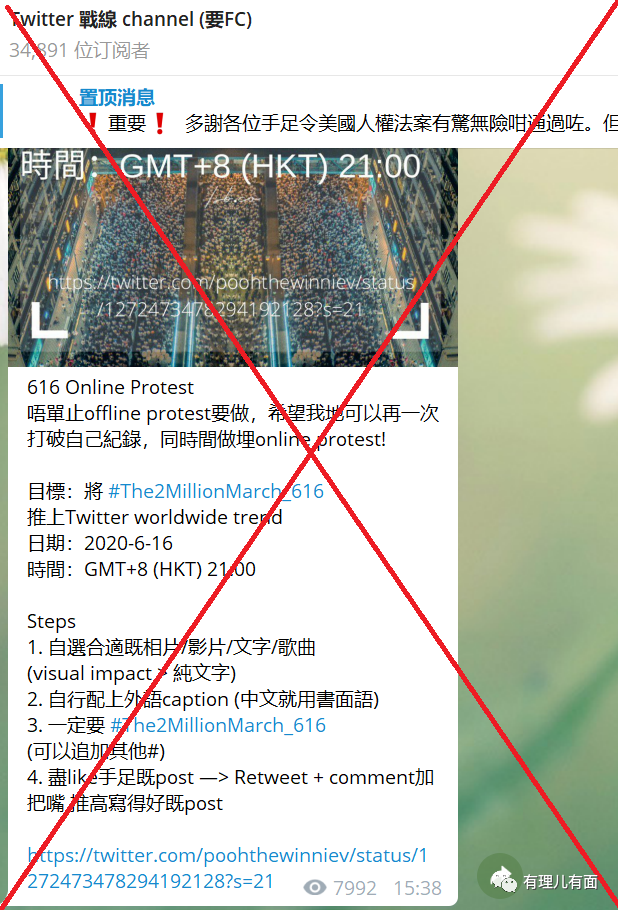 Twitter 戰線 channel (要FC)
34,891 位订阅者
置顶消息
❗重要❗ 多謝各位手足令美國人權法案有驚無險咁通過咗。但
時間：GMT+8 (HKT) 21:00
https://twitter.com/poohthewinniev/status
/1272473478294192128?s=21
616 Online Protest
唔單止offline protest要做，希望我地可以再一次
打破自己紀錄，同時間做埋online protest!
目標：將 #The2MillionMarch_616
推上Twitter worldwide trend
日期：2020-6-16
時間：GMT+8 (HKT) 21:00
Steps
1. 自選合適既相片/影片/文字/歌曲
(visual impact > 純文字)
2. 自行配上外語caption (中文就用書面語)
3. 一定要 #The2MillionMarch_616
(可以追加其他#)
4. 盡like手足既post —> Retweet + comment加
把嘴,推高寫得好既post
https://twitter.com/poohthewinniev/status/1
272473478294192128?s=21
7992 15:38
有理儿有面